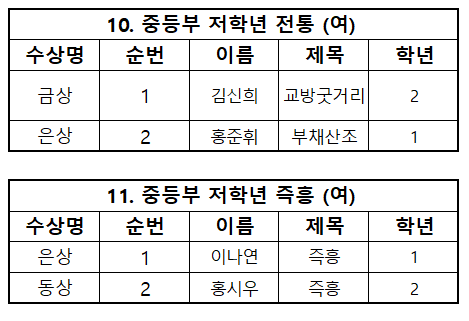 10. 중등부 저학년 전통 (여)
수상명 순번 이름 제목 학년
금상 1 김신희 교방굿거리 2
은상 2 홍준휘 부채산조 1
11. 중등부 저학년 즉흥 (여)
수상명 순번 이름 제목 학년
은상 1 이나연 즉흥 1
동상 2 홍시우 즉흥 2